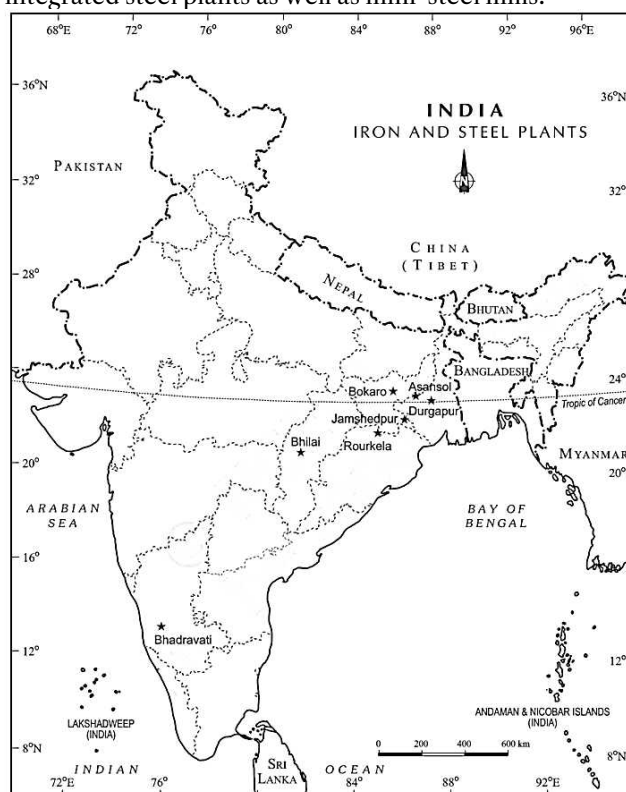 integrated steel plants as well as mini-steel mills.
68°E 72° 76° 80° 84° 88° 92° 96°E
36°N
36°N
INDIA
IRON AND STEEL PLANTS
N
PAKISTAN
32°
32°
CHINA
(TIBET)
28°
28°
NEPAL
BHUTAN
BANGLADESH
24°
Asansol
Bokaro
Durgapur
Tropic of Cancer
Jamshedpur
Bhilai
Rourkela
MYANMAR
20°
20°
ARABIAN
SEA
BAY OF
BENGAL
16°
16°
Bhadravati
12°
12°
LAKSHADWEEP
(INDIA)
ANDAMAN & NICOBAR ISLANDS
(INDIA)
8°N
8°N
0 200 400 600 km
INDIAN OCEAN
SRI
LANKA
72°E 76° 80° 84° 88° 92°E